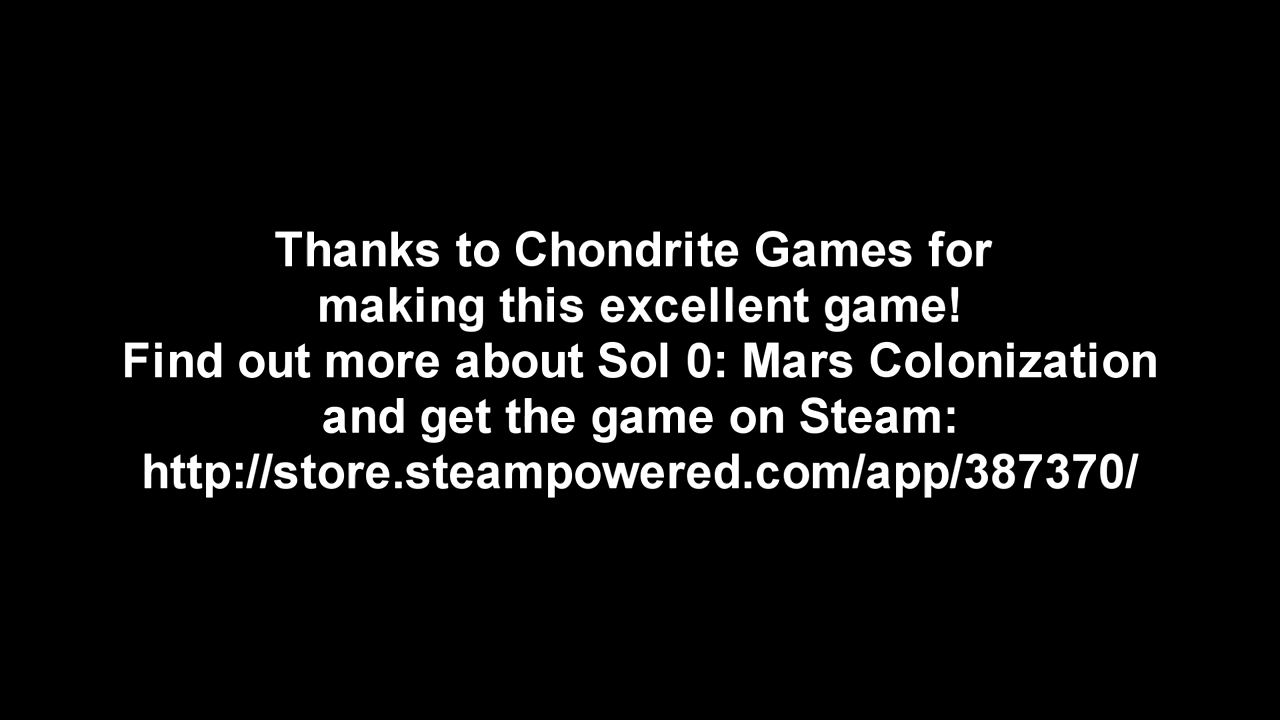 Thanks to Chondrite Games for
making this excellent game!
Find out more about Sol 0: Mars Colonization
and get the game on Steam:
http://store.steampowered.com/app/387370/